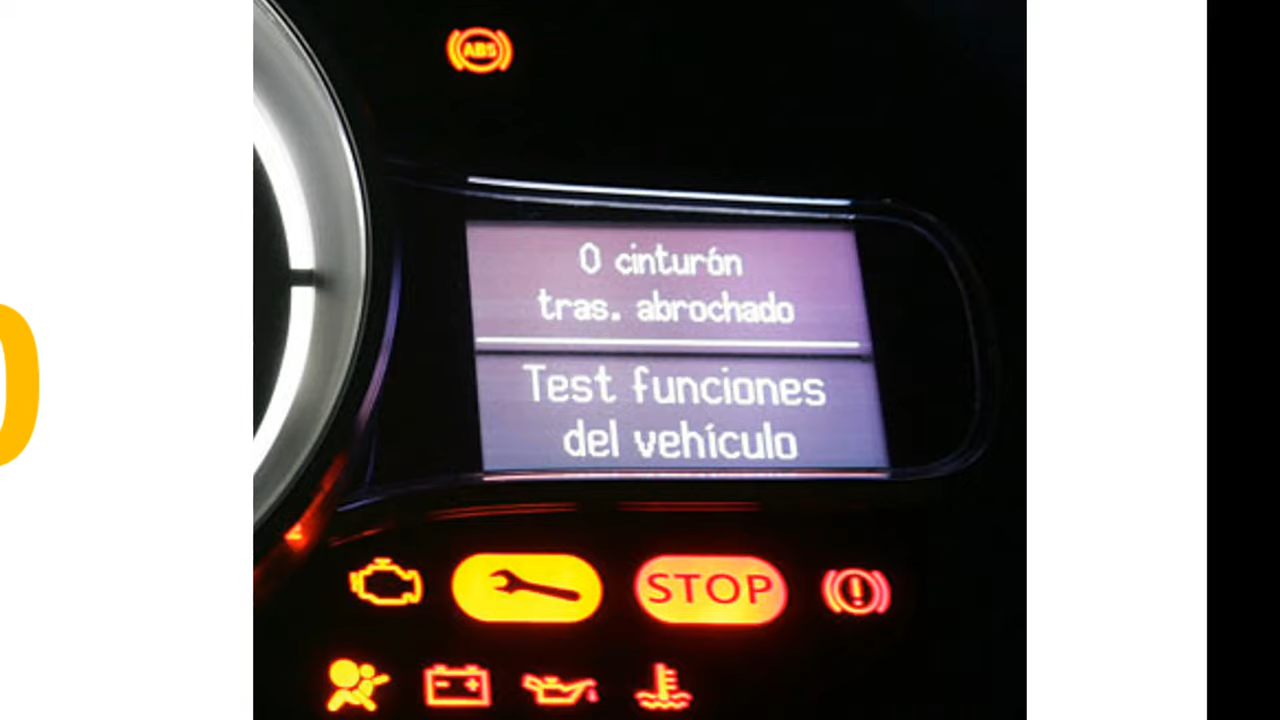 ABS
0 cinturón
tras. abrochado
Test funciones
del vehículo
STOP